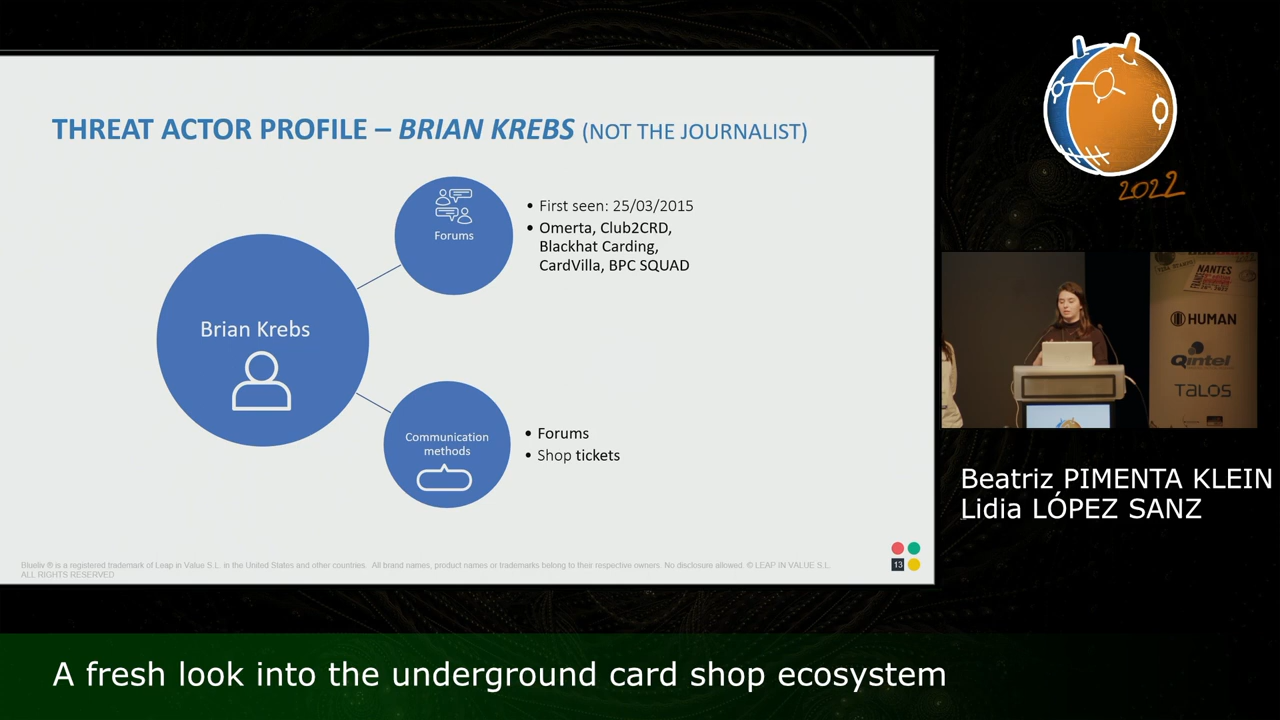 THREAT ACTOR PROFILE – BRIAN KREBS (NOT THE JOURNALIST)
Forums
• First seen: 25/03/2015
• Omerta, Club2CRD,
Blackhat Carding,
CardVilla, BPC SQUAD
Brian Krebs
Communication
methods
• Forums
• Shop tickets
Blueliv ® is a registered trademark of Leap in Value S.L. in the United States and other countries. All brand names, product names or trademarks belong to their respective owners. No disclosure allowed. © LEAP IN VALUE S.L.
ALL RIGHTS RESERVED
13
2022
NANTES
HUMAN
Qintel
TALOS
Beatriz PIMENTA KLEIN
Lidia LÓPEZ SANZ
A fresh look into the underground card shop ecosystem